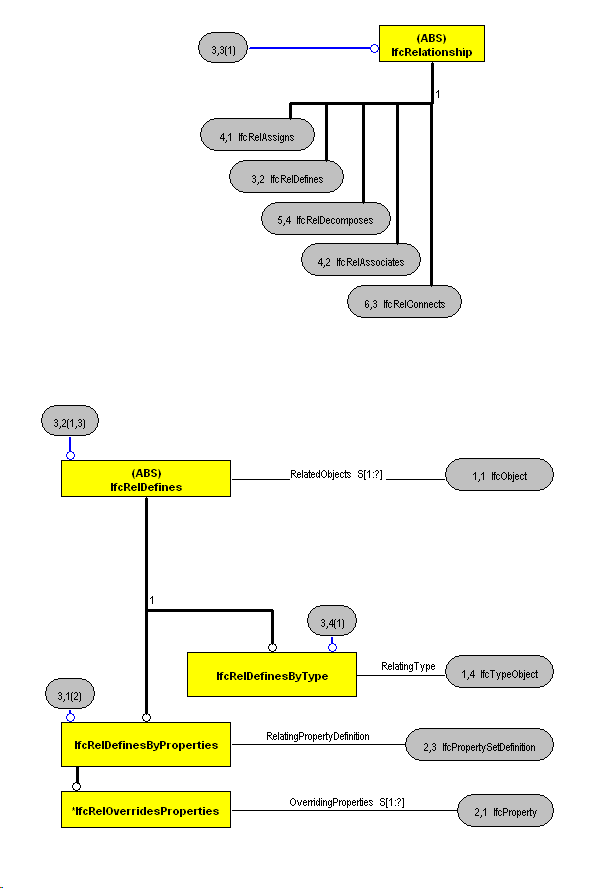 (ABS)
IfcRelationship
3,3(1)
1
4,1 IfcRelAssigns
3,2 IfcRelDefines
5,4 IfcRelDecomposes
4,2 IfcRelAssociates
6,3 IfcRelConnects
3,2(1,3)
(ABS)
IfcRelDefines
RelatedObjects S[1:?]
1,1 IfcObject
1
3,4(1)
IfcRelDefinesByType
RelatingType
1,4 IfcTypeObject
3,1(2)
IfcRelDefinesByProperties
RelatingPropertyDefinition
2,3 IfcPropertySetDefinition
*IfcRelOverridesProperties
OverridingProperties S[1:?]
2,1 IfcProperty